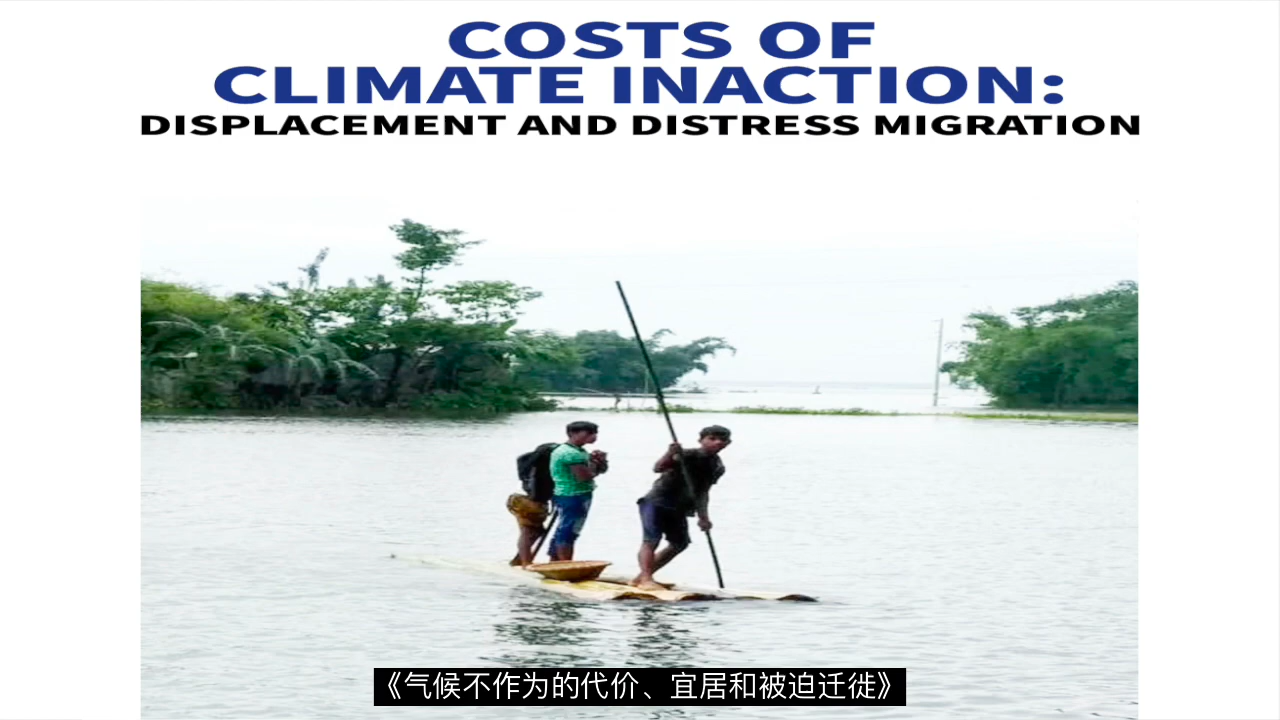 COSTS OF
CLIMATE INACTION:
DISPLACEMENT AND DISTRESS MIGRATION
《气候不作为的代价、宜居和被迫迁徙》